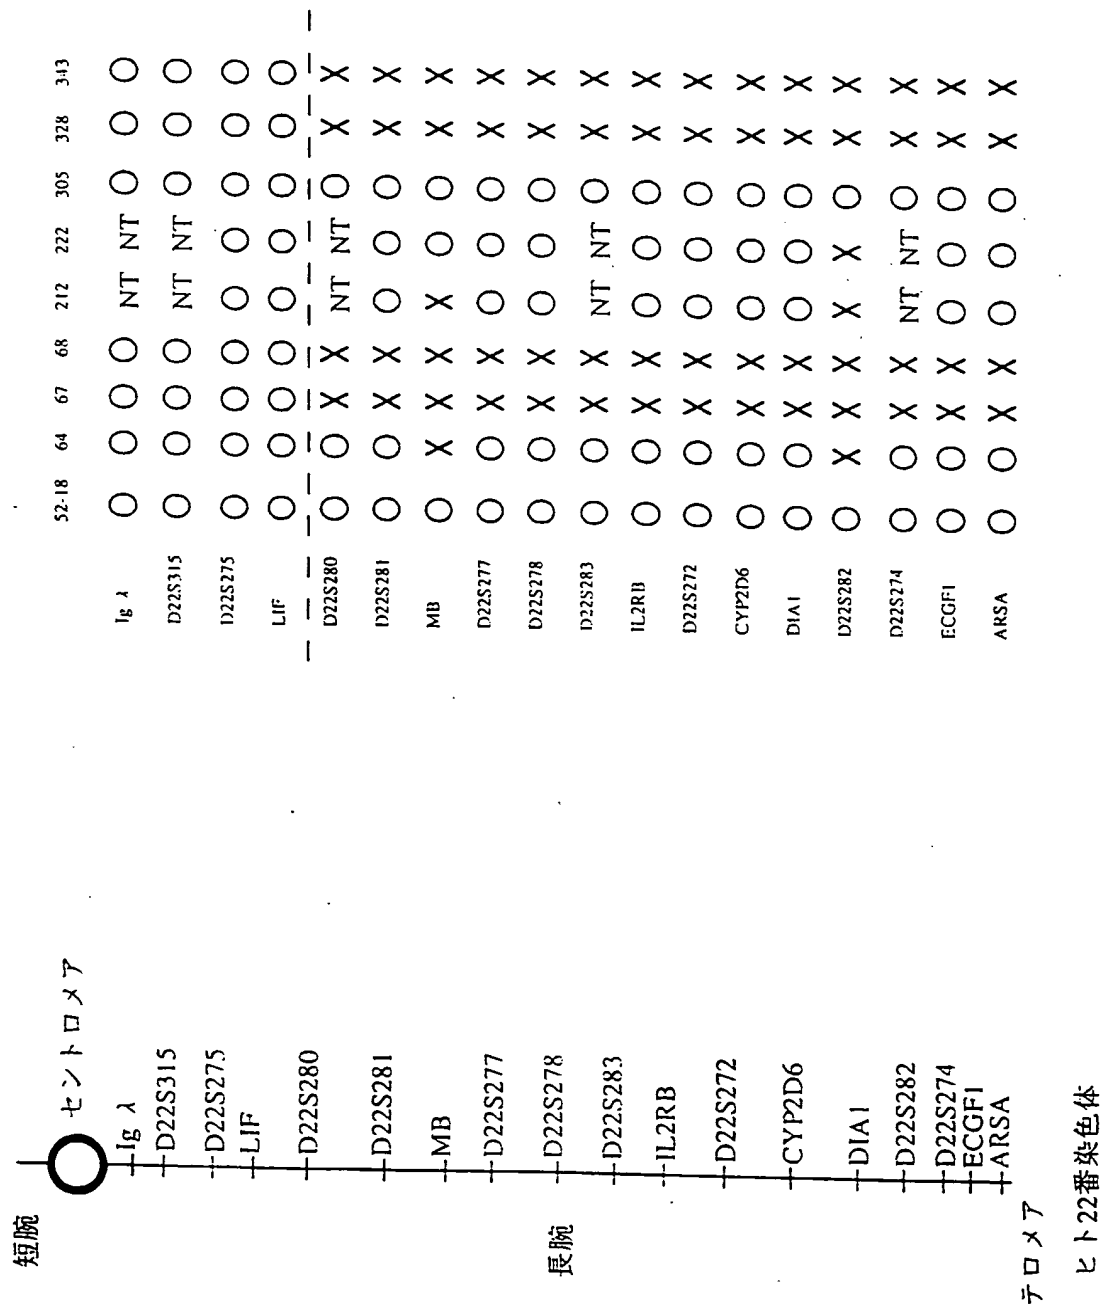 短腕
セントロメア
Ig λ
D22S315
D22S275
LIF
D22S280
D22S281
MB
D22S277
D22S278
D22S283
IL2RB
D22S272
CYP2D6
DIA1
D22S282
D22S274
ECGF1
ARSA
長腕
テロメア
ヒト22番染色体
52-18 64 67 68 212 222 305 328 343
Ig λ O O O O NT NT O O O
D22S315 O O O O NT NT O O O
D22S275 O O O O O O O O O
LIF O O O O O O O O O
D22S280 O O X X NT NT O X X
D22S281 O O X X O O O X X
MB O X X X X O O X X
D22S277 O O X X O O O X X
D22S278 O O X X O O O X X
D22S283 O O X X NT NT O X X
IL2RB O O X X O O O X X
D22S272 O O X X O O O X X
CYP2D6 O O X X O O O X X
DIA1 O O X X O O O X X
D22S282 O X X X X X O X X
D22S274 O O X X NT NT O X X
ECGF1 O O X X O O O X X
ARSA O O X X O O O X X